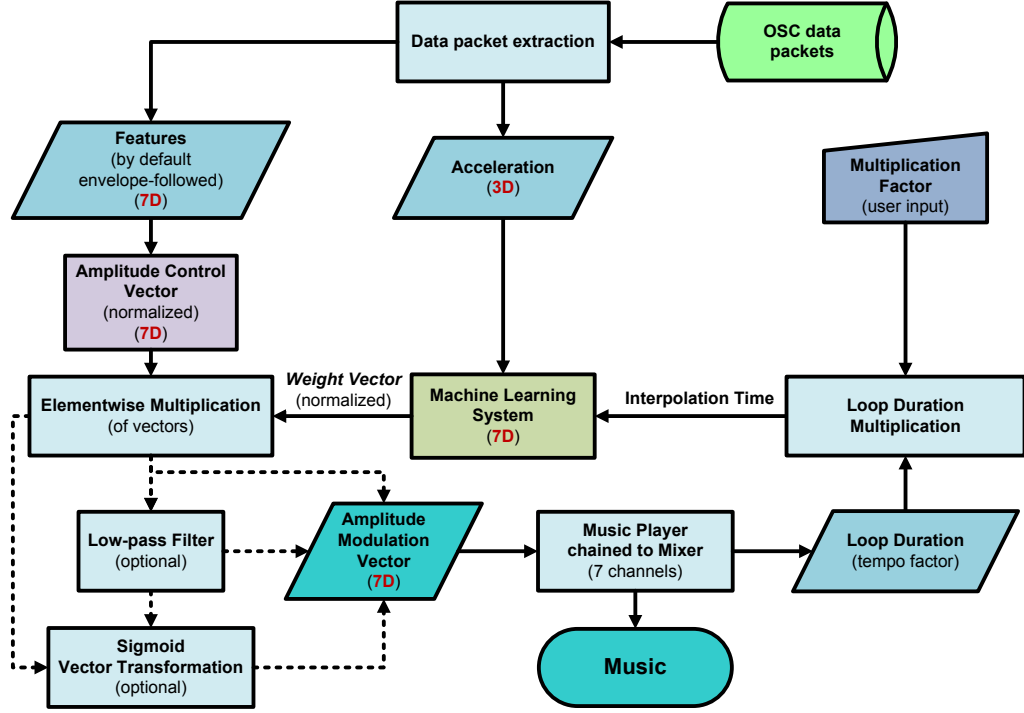 Data packet extraction
OSC data
packets
Features
(by default
envelope-followed)
(7D)
Acceleration
(3D)
Multiplication
Factor
(user input)
Amplitude Control
Vector
(normalized)
(7D)
Elementwise Multiplication
(of vectors)
Weight Vector
(normalized)
Machine Learning
System
(7D)
Interpolation Time
Loop Duration
Multiplication
Low-pass Filter
(optional)
Amplitude
Modulation
Vector
(7D)
Music Player
chained to Mixer
(7 channels)
Loop Duration
(tempo factor)
Sigmoid
Vector Transformation
(optional)
Music